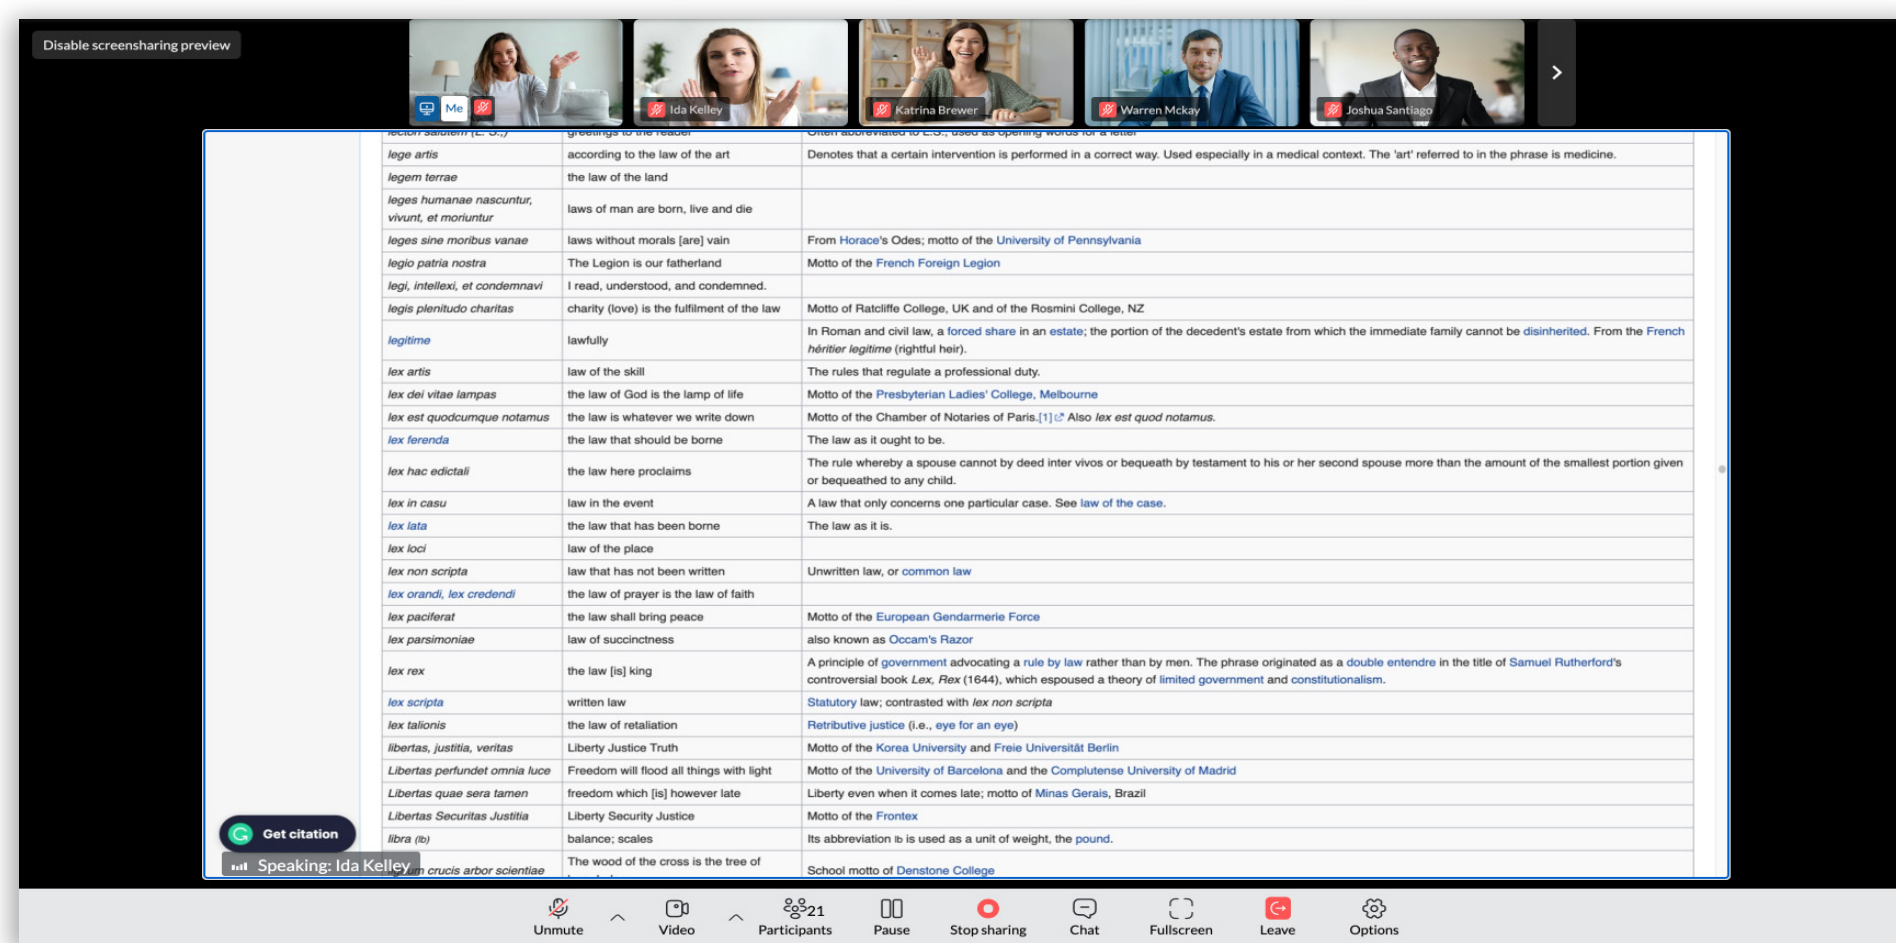 Disable screensharing preview
Me
Ida Kelley
Katrina Brewer
Warren Mckay
Joshua Santiago
lection salutem (L. S.,) greetings to the reader Often abbreviated to L.S., used as opening words for a letter
lege artis according to the law of the art Denotes that a certain intervention is performed in a correct way. Used especially in a medical context. The 'art' referred to in the phrase is medicine.
legem terrae the law of the land
leges humanae nascuntur,
vivunt, et moriuntur
laws of man are born, live and die
leges sine moribus vanae laws without morals [are] vain From Horace's Odes; motto of the University of Pennsylvania
legio patria nostra The Legion is our fatherland Motto of the French Foreign Legion
legi, intellexi, et condemnavi I read, understood, and condemned.
legis plenitudo charitas charity (love) is the fulfilment of the law Motto of Ratcliffe College, UK and of the Rosmini College, NZ
legitime lawfully In Roman and civil law, a forced share in an estate; the portion of the decedent's estate from which the immediate family cannot be disinherited. From the French
héritier legitime (rightful heir).
lex artis law of the skill The rules that regulate a professional duty.
lex dei vitae lampas the law of God is the lamp of life Motto of the Presbyterian Ladies' College, Melbourne
lex est quodcumque notamus the law is whatever we write down Motto of the Chamber of Notaries of Paris.[1] Also lex est quod notamus.
lex ferenda the law that should be borne The law as it ought to be.
lex hac edictali the law here proclaims The rule whereby a spouse cannot by deed inter vivos or bequeath by testament to his or her second spouse more than the amount of the smallest portion given
or bequeathed to any child.
lex in casu law in the event A law that only concerns one particular case. See law of the case.
lex lata the law that has been borne The law as it is.
lex loci law of the place
lex non scripta law that has not been written Unwritten law, or common law
lex orandi, lex credendi the law of prayer is the law of faith
lex paciferat the law shall bring peace Motto of the European Gendarmerie Force
lex parsimoniae law of succinctness also known as Occam's Razor
lex rex the law [is] king A principle of government advocating a rule by law rather than by men. The phrase originated as a double entendre in the title of Samuel Rutherford's
controversial book Lex, Rex (1644), which espoused a theory of limited government and constitutionalism.
lex scripta written law Statutory law; contrasted with lex non scripta
lex talionis the law of retaliation Retributive justice (i.e., eye for an eye)
libertas, justitia, veritas Liberty Justice Truth Motto of the Korea University and Freie Universität Berlin
Libertas perfundet omnia luce Freedom will flood all things with light Motto of the University of Barcelona and the Complutense University of Madrid
Libertas quae sera tamen freedom which [is] however late Liberty even when it comes late; motto of Minas Gerais, Brazil
Libertas Securitas Justitia Liberty Security Justice Motto of the Frontex
libra (lb) balance; scales Its abbreviation lb is used as a unit of weight, the pound.
crucis arbor scientiae The wood of the cross is the tree of School motto of Denstone College
Get citation
Speaking: Ida Kelley
Unmute
Video
21
Participants
Pause
Stop sharing
Chat
Fullscreen
Leave
Options